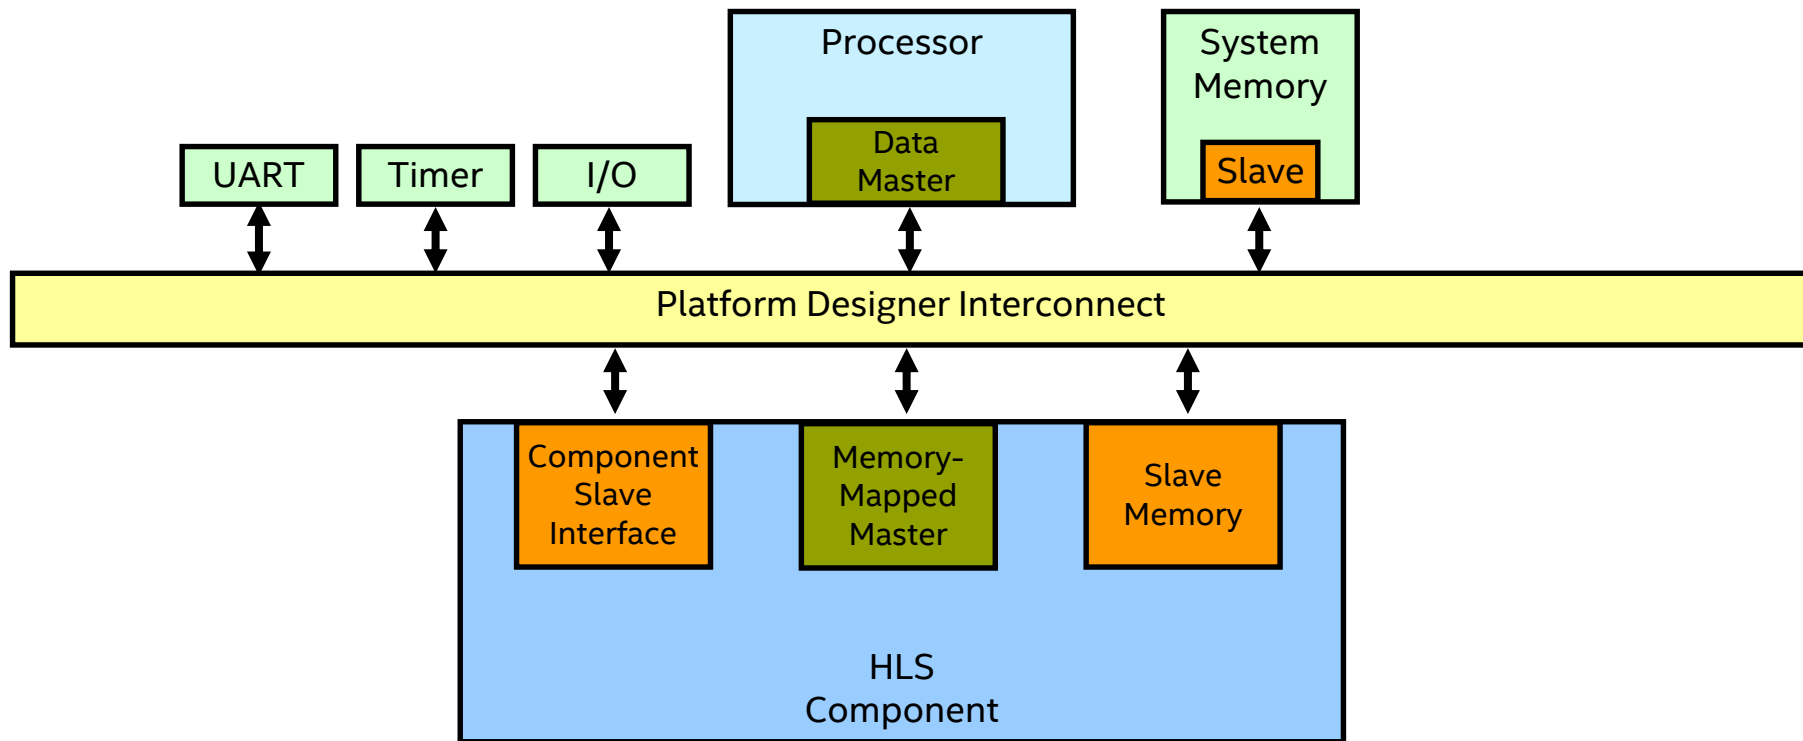 Processor
System
Memory
Data
Master
Slave
UART
Timer
I/O
Platform Designer Interconnect
Component
Slave
Interface
Memory-
Mapped
Master
Slave
Memory
HLS
Component